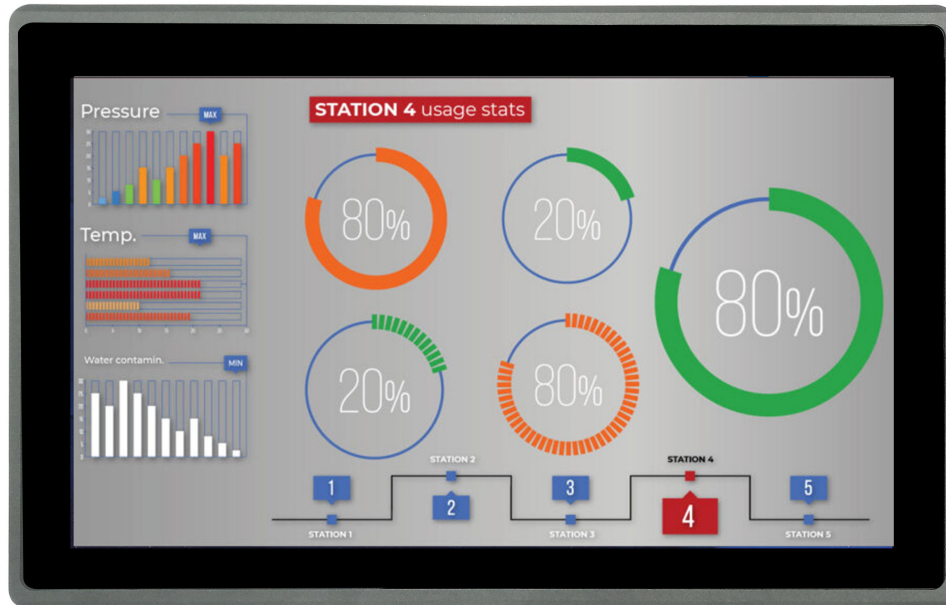 Pressure
MAX
STATION 4 usage stats
80%
20%
80%
Temp.
MAX
Water contamin.
MIN
20%
80%
STATION 2
STATION 4
1
2
3
4
5
STATION 1
STATION 3
STATION 5